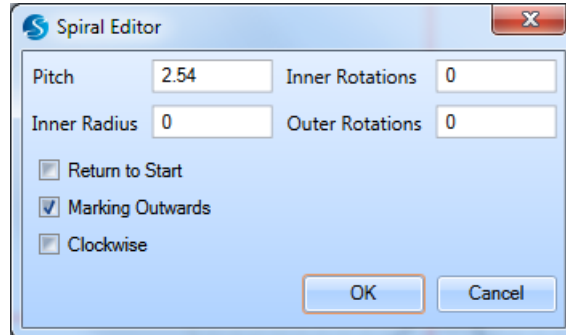 Spiral Editor
Pitch 2.54 Inner Rotations 0
Inner Radius 0 Outer Rotations 0
Return to Start
Marking Outwards
Clockwise
OK Cancel